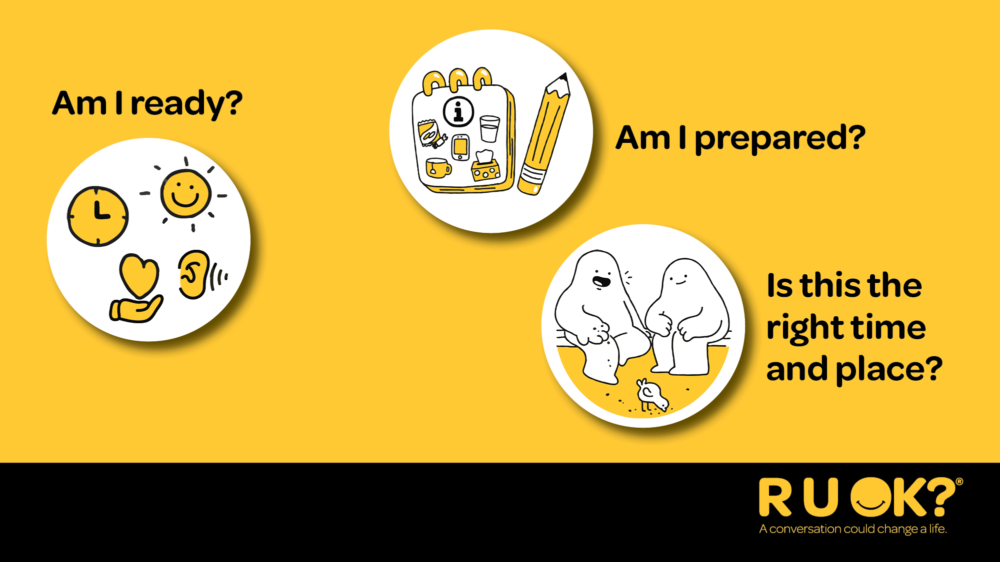 Am I ready?
i
Am I prepared?
Is this the
right time
and place?
R U OK?®
A conversation could change a life.